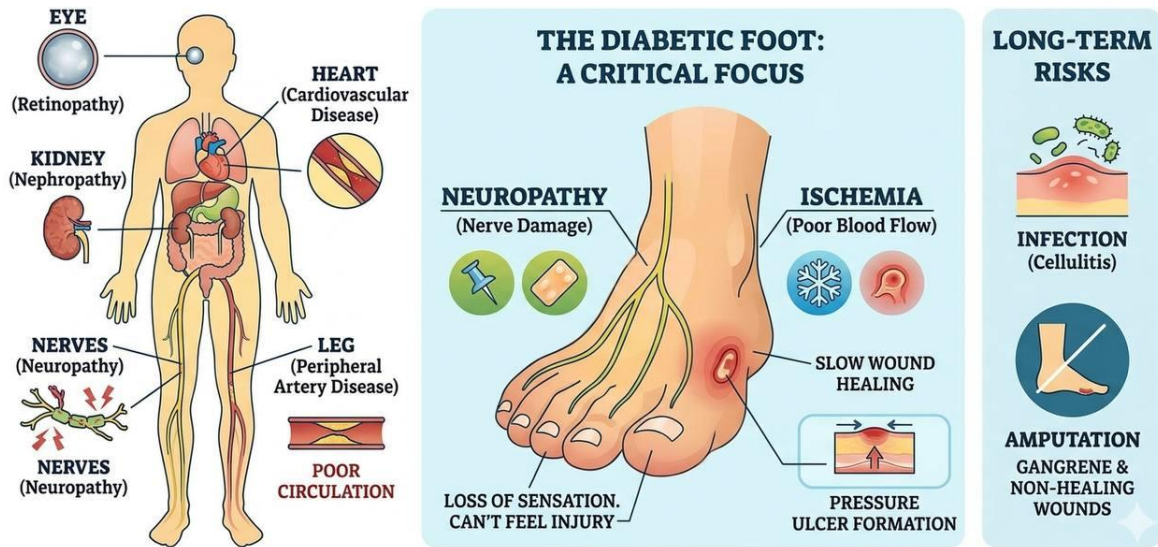 EYE
(Retinopathy)
HEART
(Cardiovascular
Disease)
KIDNEY
(Nephropathy)
NERVES
(Neuropathy)
LEG
(Peripheral
Artery Disease)
NERVES
(Neuropathy)
POOR
CIRCULATION
THE DIABETIC FOOT:
A CRITICAL FOCUS
NEUROPATHY
(Nerve Damage)
ISCHEMIA
(Poor Blood Flow)
SLOW WOUND
HEALING
LOSS OF SENSATION.
CAN'T FEEL INJURY
PRESSURE
ULCER FORMATION
LONG-TERM
RISKS
INFECTION
(Cellulitis)
AMPUTATION
GANGRENE &
NON-HEALING
WOUNDS